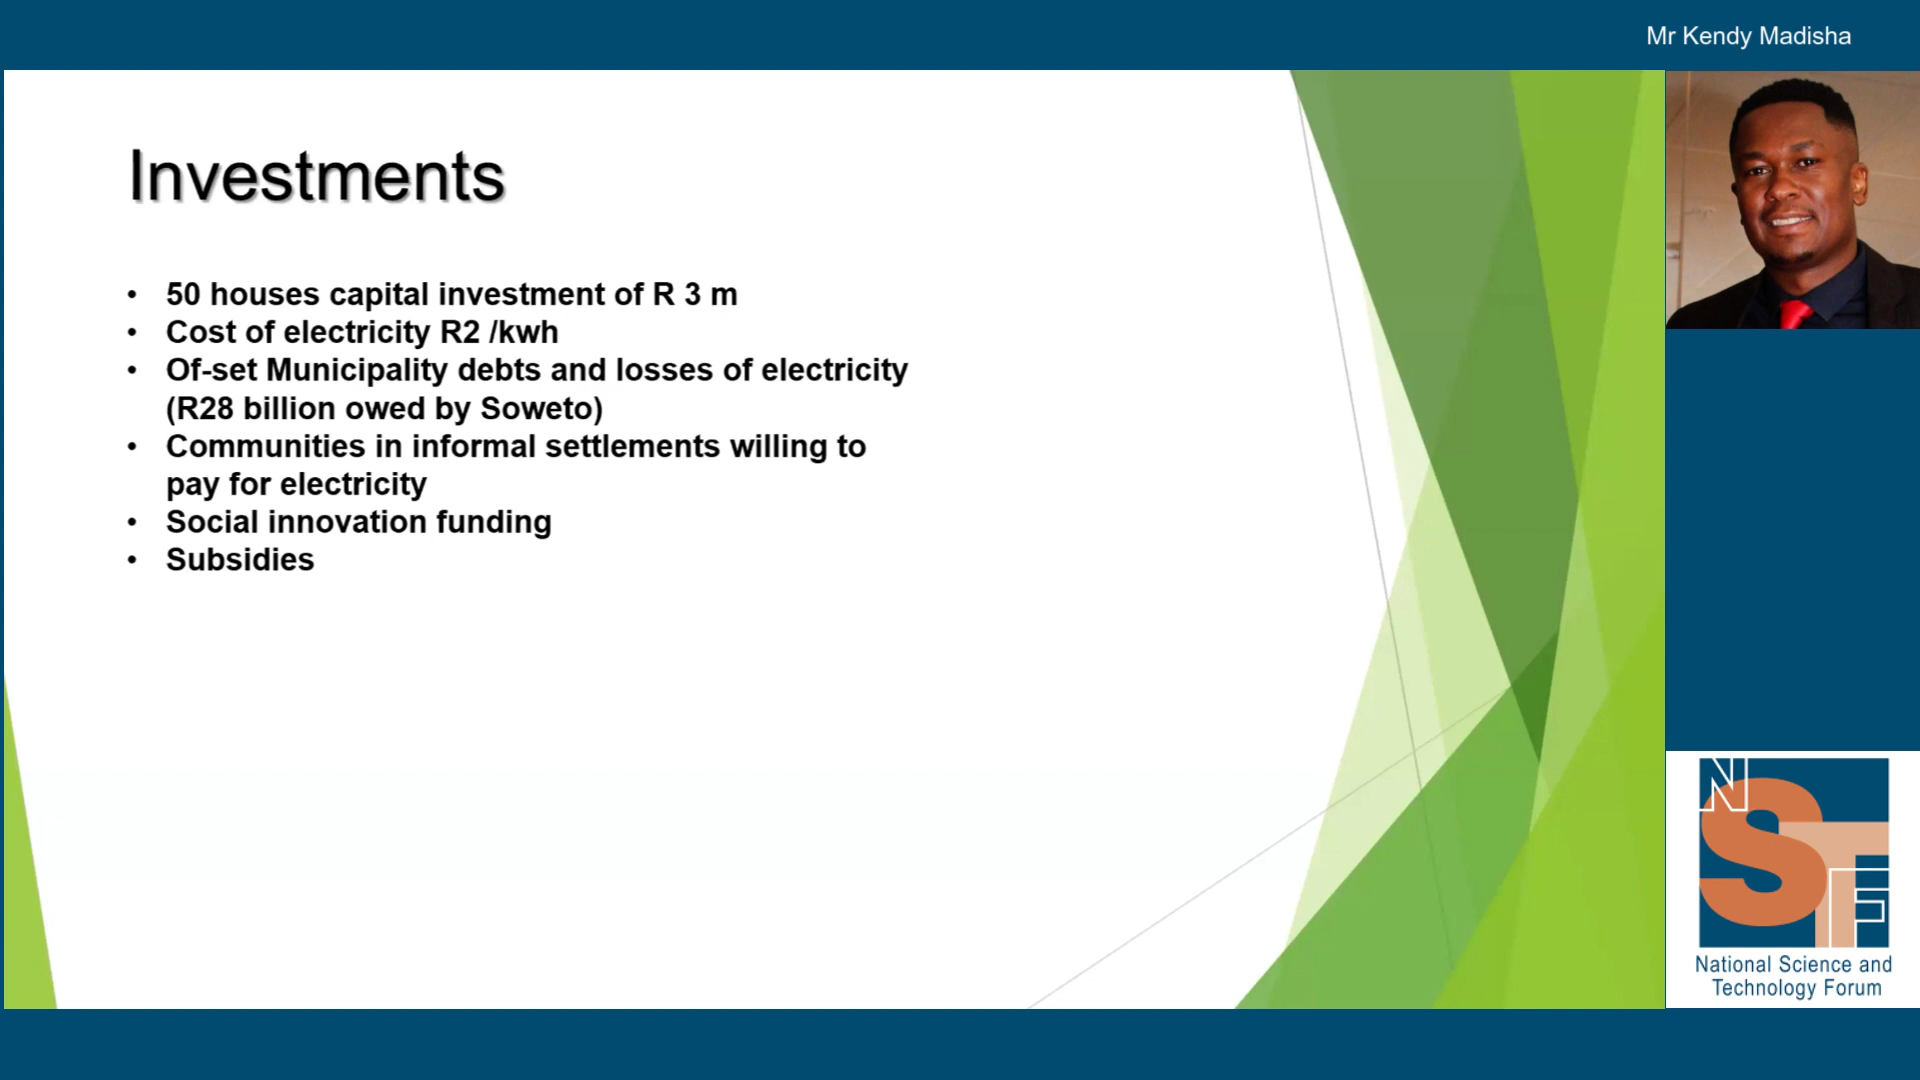 Mr Kendy Madisha
Investments
• 50 houses capital investment of R 3 m
• Cost of electricity R2 /kwh
• Of-set Municipality debts and losses of electricity
(R28 billion owed by Soweto)
• Communities in informal settlements willing to
pay for electricity
• Social innovation funding
• Subsidies
NSTF
National Science and
Technology Forum